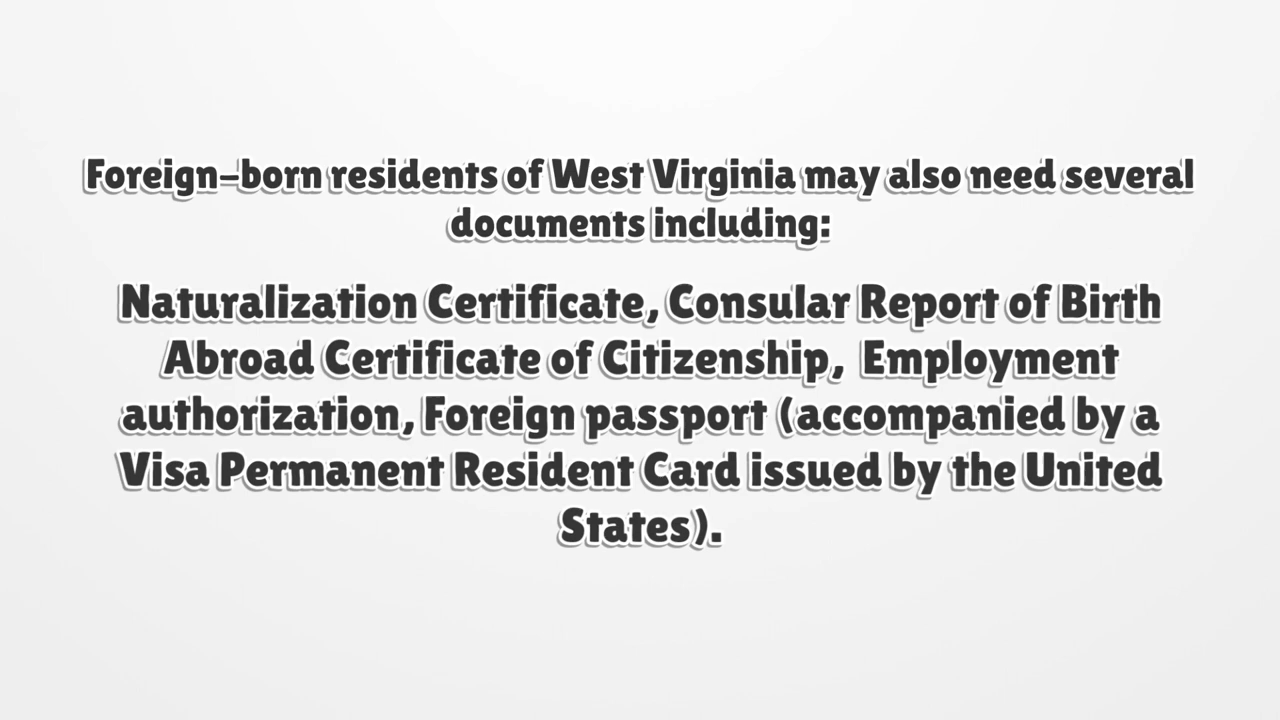 Foreign-born residents of West Virginia may also need several
documents including:
Naturalization Certificate, Consular Report of Birth
Abroad Certificate of Citizenship, Employment
authorization, Foreign passport (accompanied by a
Visa Permanent Resident Card issued by the United
States).